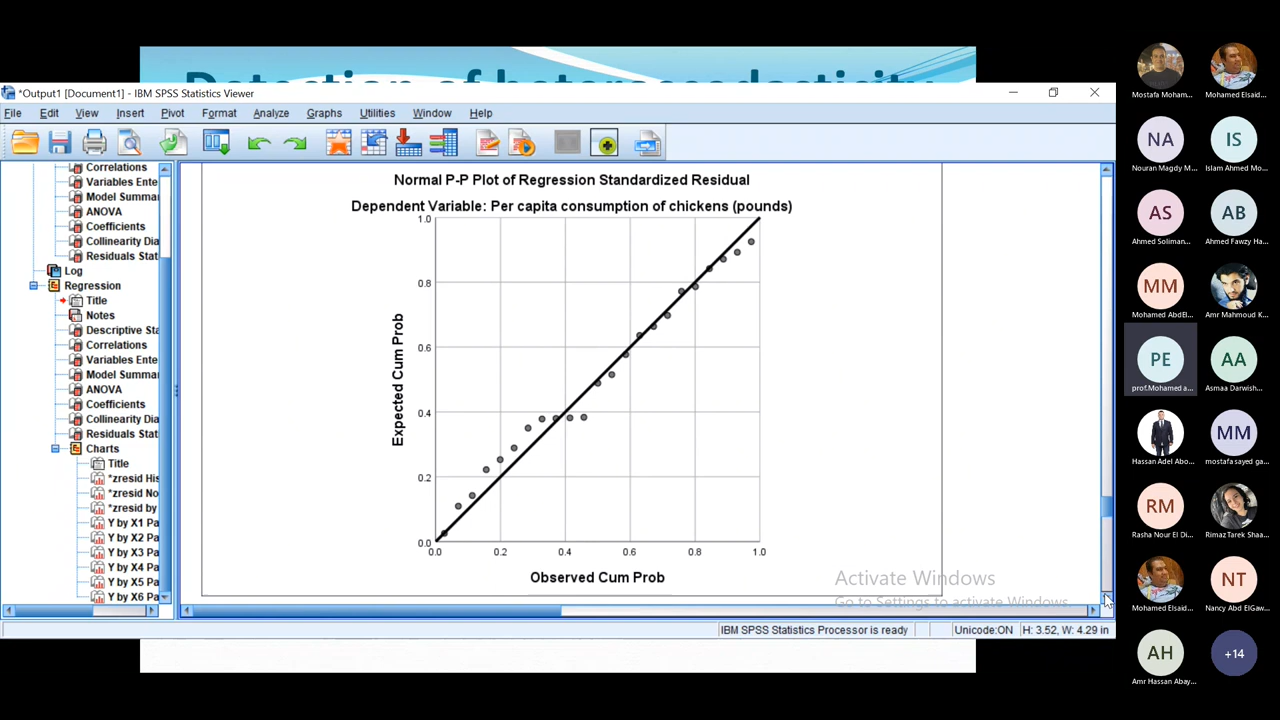 Detection of heteroscedasticity
*Output1 [Document1] - IBM SPSS Statistics Viewer
File Edit View Insert Pivot Format Analyze Graphs Utilities Window Help
Correlations
Variables Ente
Model Summa
ANOVA
Coefficients
Collinearity Dia
Residuals Stat
Log
Regression
Title
Notes
Descriptive Sta
Correlations
Variables Ente
Model Summa
ANOVA
Coefficients
Collinearity Dia
Residuals Stat
Charts
Title
*zresid His
*zresid No
*zresid by
Y by X1 Pa
Y by X2 Pa
Y by X3 Pa
Y by X4 Pa
Y by X5 Pa
Y by X6 Pa
Normal P-P Plot of Regression Standardized Residual
Dependent Variable: Per capita consumption of chickens (pounds)
Expected Cum Prob
1.0
0.8
0.6
0.4
0.2
0.0
0.0 0.2 0.4 0.6 0.8 1.0
Observed Cum Prob
Activate Windows
Go to Settings to activate Windows.
IBM SPSS Statistics Processor is ready Unicode:ON H: 3.52, W: 4.29 in
Mostafa Moham... Mohamed Elsaid...
NA IS
Nouran Magdy M... Islam Ahmed Mo...
AS AB
Ahmed Soliman... Ahmed Fawzy Ha...
MM
Mohamed AbdEl... Amr Mahmoud K...
PE AA
prof.Mohamed a... Asmaa Darwish...
MM
Hassan Adel Abo... mostafa sayed ga...
RM
Rasha Nour El Di... RimazTarek Shaa...
NT
Mohamed Elsaid... Nancy Abd ElGaw...
AH +14
Amr Hassan Abay...